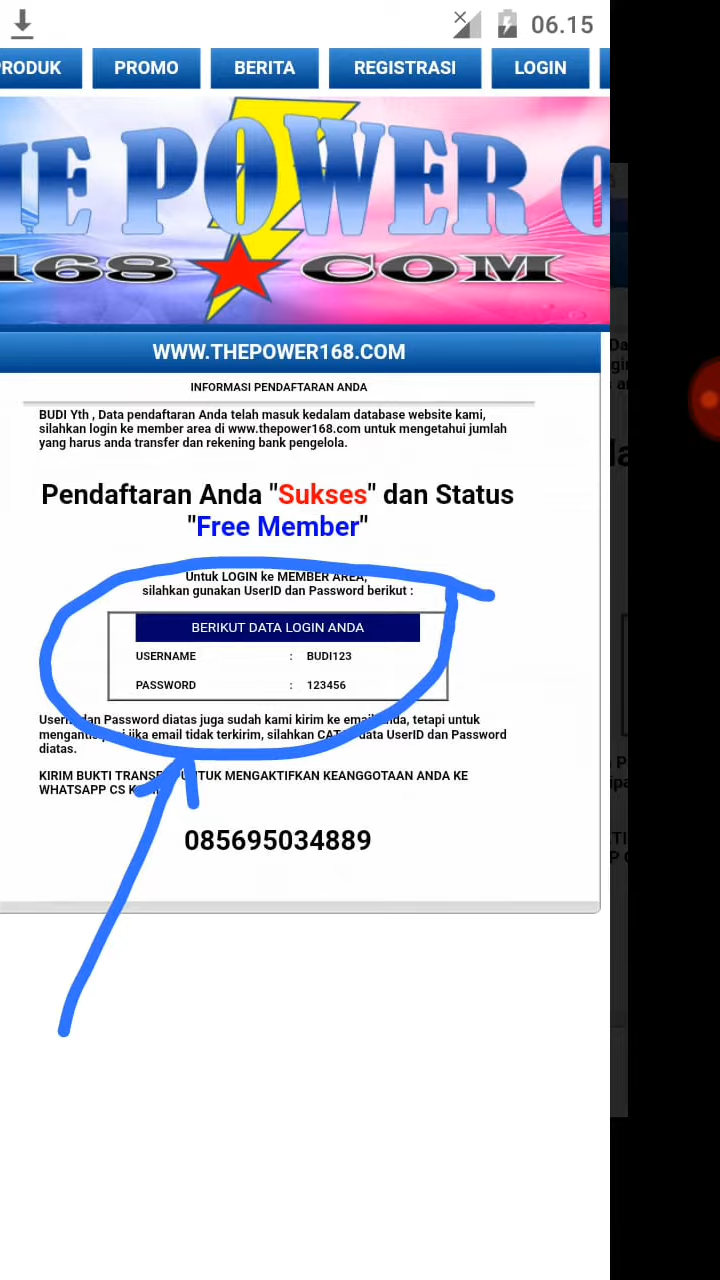 06.15
PRODUK PROMO BERITA REGISTRASI LOGIN
HE POWER O
168 COM
WWW.THEPOWER168.COM
INFORMASI PENDAFTARAN ANDA
BUDI Yth , Data pendaftaran Anda telah masuk kedalam database website kami,
silahkan login ke member area di www.thepower168.com untuk mengetahui jumlah
yang harus anda transfer dan rekening bank pengelola.
Pendaftaran Anda "Sukses" dan Status
"Free Member"
Untuk LOGIN ke MEMBER AREA,
silahkan gunakan UserID dan Password berikut :
BERIKUT DATA LOGIN ANDA
USERNAME : BUDI123
PASSWORD : 123456
dan Password diatas juga sudah kami kirim ke email anda, tetapi untuk
jika email tidak terkirim, silahkan data UserID dan Password
diatas.
KIRIM BUKTI UNTUK MENGAKTIFKAN KEANGGOTAAN ANDA KE
WHATSAPP CS
085695034889